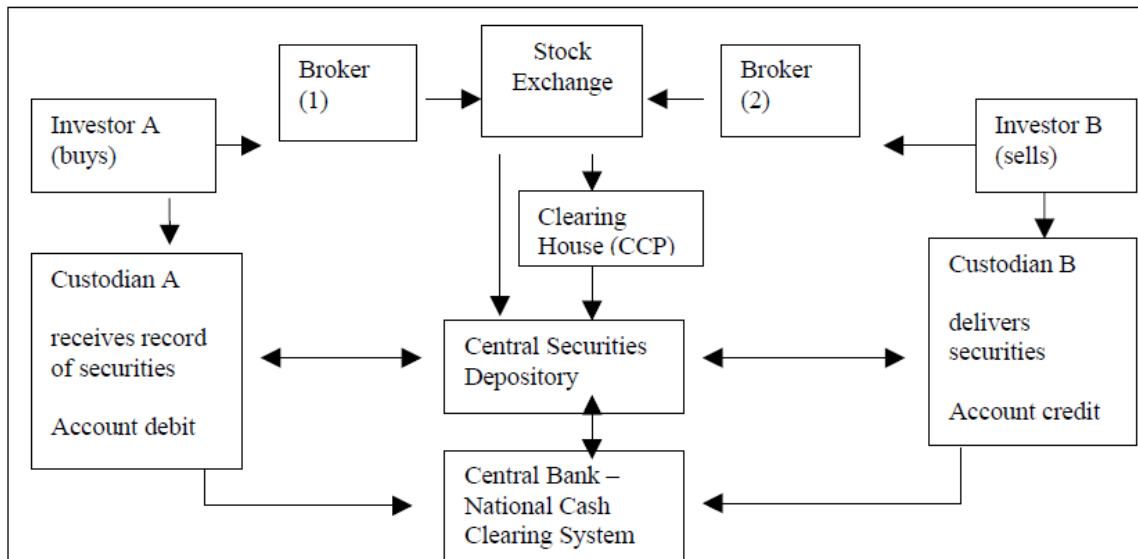 Stock
Exchange
Broker
(1)
Broker
(2)
Investor A
(buys)
Investor B
(sells)
Clearing
House (CCP)
Custodian A
receives record
of securities
Account debit
Custodian B
delivers
securities
Account credit
Central Securities
Depository
Central Bank –
National Cash
Clearing System